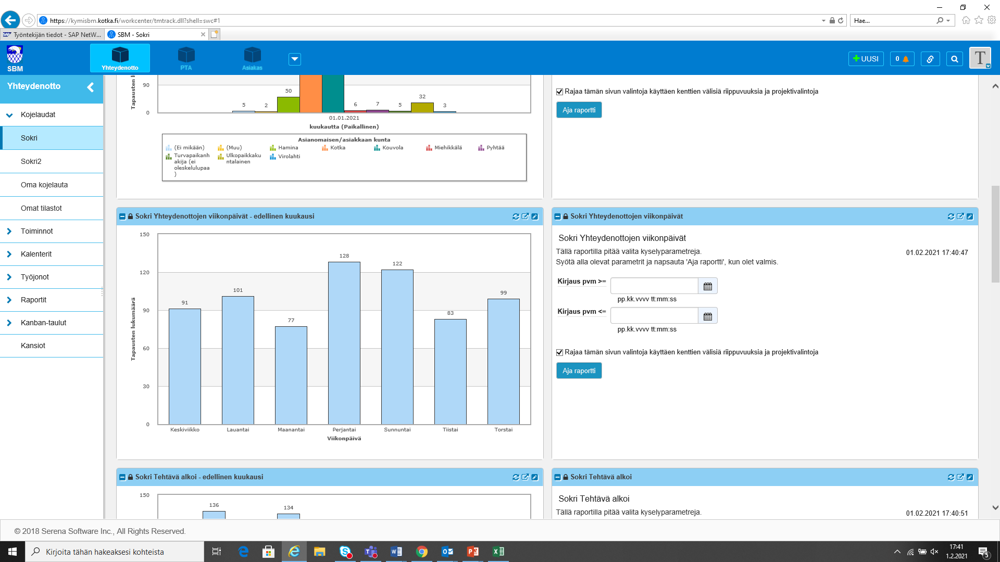 https://kymisbm.kotka.fi/workcenter/tmtrack.dll?shell=swc#1
Hae...
Työntekijän tiedot - SAP NetW...
SBM - Sokri
SBM
Yhteydenotto
PTA
Asiakas
UUSI
0
T
Yhteydenotto
Kojelaudat
Sokri
Sokri2
Oma kojelauta
Omat tilastot
Toiminnot
Kalenterit
Työjonot
Raportit
Kanban-taulut
Kansiot
90
0
5
2
50
6
7
5
32
3
01.01.2021
kuukautta (Paikallinen)
Asianomaisen/asiakkaan kunta
(Ei mikään)
(Muu)
Hamina
Kotka
Kouvola
Miehikkälä
Pyhtää
Turvapaikanh
akija (ei
oleskelulupaa
)
Ulkopaikkaku
ntalainen
Virolahti
Rajaa tämän sivun valintoja käyttäen kenttien välisiä riippuvuuksia ja projektivalintoja
Aja raportti
Sokri Yhteydenottojen viikonpäivät - edellinen kuukausi
150
120
90
60
30
0
Tapausten lukumäärä
91
101
77
128
122
83
99
Keskiviikko
Lauantai
Maanantai
Perjantai
Sunnuntai
Tiistai
Torstai
Viikonpäivä
Sokri Yhteydenottojen viikonpäivät
Sokri Yhteydenottojen viikonpäivät
Tällä raportilla pitää valita kyselyparametreja.
01.02.2021 17:40:47
Syötä alla olevat parametrit ja napsauta 'Aja raportti', kun olet valmis.
Kirjaus pvm >=
pp.kk.vvvv tt:mm:ss
Kirjaus pvm <=
pp.kk.vvvv tt:mm:ss
Rajaa tämän sivun valintoja käyttäen kenttien välisiä riippuvuuksia ja projektivalintoja
Aja raportti
Sokri Tehtävä alkoi - edellinen kuukausi
150
136
134
Sokri Tehtävä alkoi
Sokri Tehtävä alkoi
Tällä raportilla pitää valita kyselyparametreja.
01.02.2021 17:40:51
© 2018 Serena Software Inc., All Rights Reserved.
Kirjoita tähän hakeaksesi kohteista
17:41
1.2.2021
5